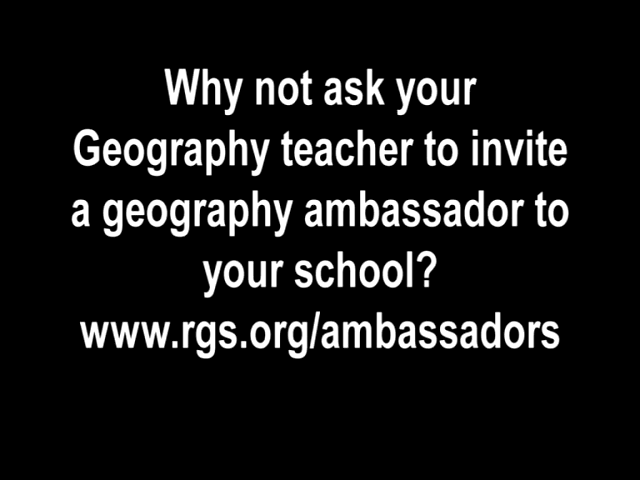 Why not ask your
Geography teacher to invite
a geography ambassador to
your school?
www.rgs.org/ambassadors